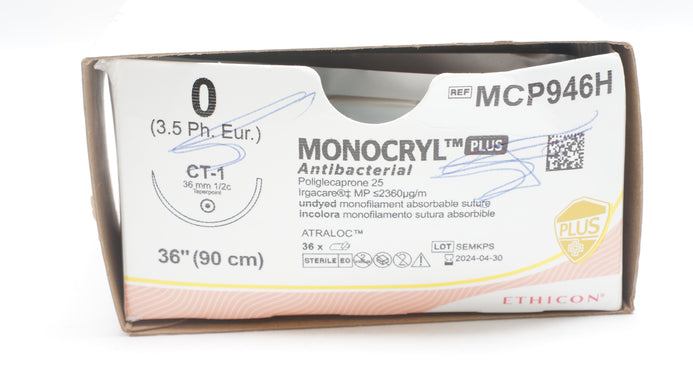 0
(3.5 Ph. Eur.)
CT-1
36 mm 1/2c
Taperpoint
36" (90 cm)
REF MCP946H
MONOCRYL™ PLUS
Antibacterial
Poliglecaprone 25
Irgacare®‡ MP ≤2360µg/m
undyed monofilament absorbable suture
incolora monofilamento sutura absorbible
ATRALOC™
36 x
LOT SEMKPS
STERILE EO
2024-04-30
PLUS
ETHICON®